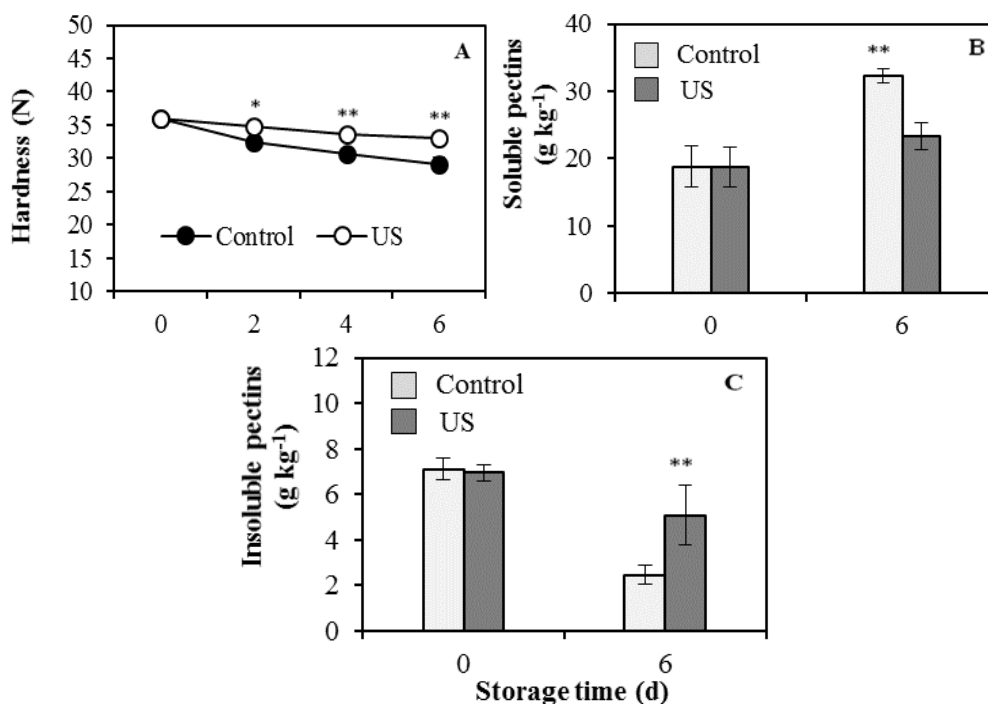 A
Hardness (N)
50
45
40
35
30
25
20
15
10
* ** **
Control US
0 2 4 6
B
Soluble pectins
(g kg⁻¹)
40
30
20
10
0
Control
US
**
0 6
C
Insoluble pectins
(g kg⁻¹)
12
10
8
6
4
2
0
Control
US
**
0 6
Storage time (d)